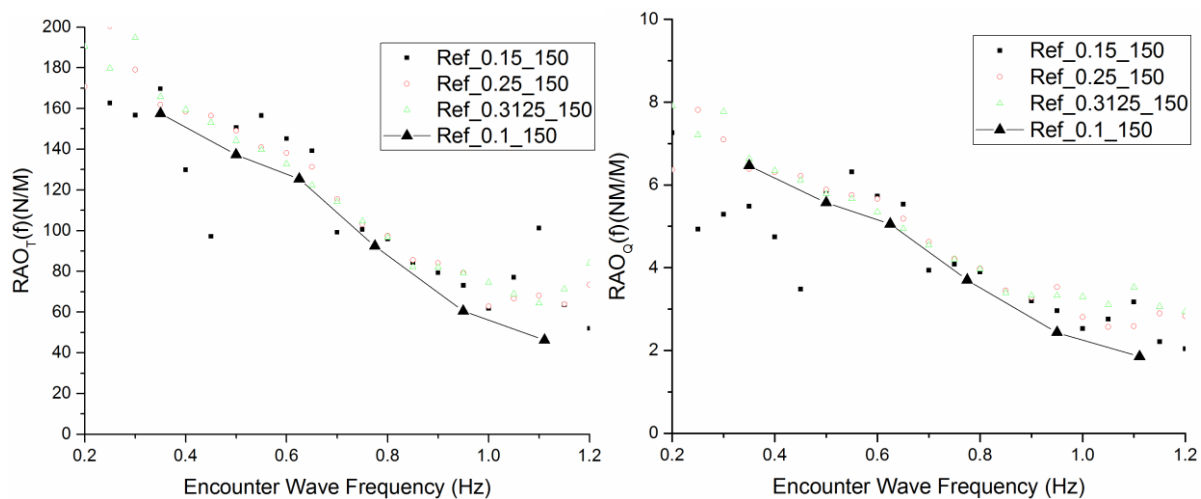 200
180
160
140
120
100
80
60
40
20
0
RAO_T(f)(N/M)
0.2
0.4
0.6
0.8
1.0
1.2
Encounter Wave Frequency (Hz)
Ref_0.15_150
Ref_0.25_150
Ref_0.3125_150
Ref_0.1_150
10
8
6
4
2
0
RAO_Q(f)(NM/M)
0.2
0.4
0.6
0.8
1.0
1.2
Encounter Wave Frequency (Hz)
Ref_0.15_150
Ref_0.25_150
Ref_0.3125_150
Ref_0.1_150